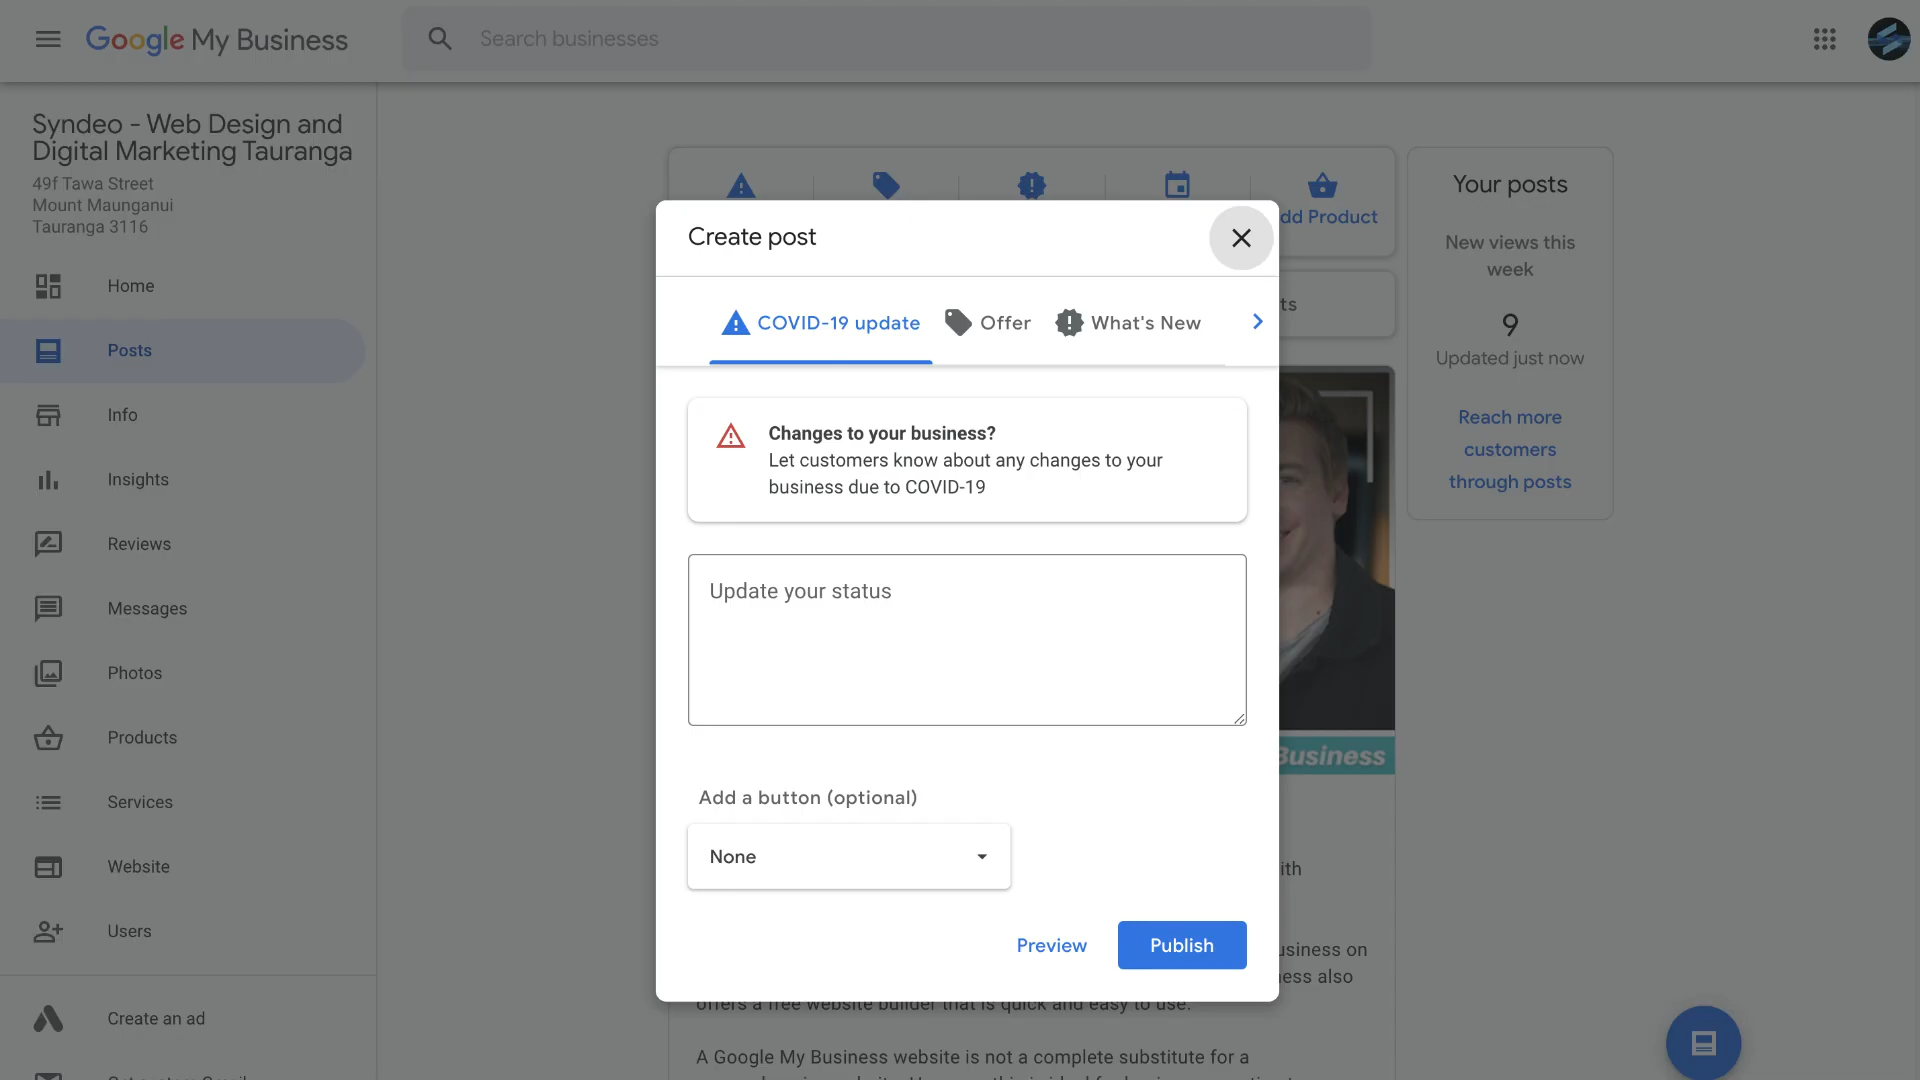 Google My Business
Search businesses
Syndeo - Web Design and
Digital Marketing Tauranga
49f Tawa Street
Mount Maunganui
Tauranga 3116
Home
Posts
Info
Insights
Reviews
Messages
Photos
Products
Services
Website
Users
Create an ad
dd Product
ts
Create post
COVID-19 update
Offer
What's New
Changes to your business?
Let customers know about any changes to your
business due to COVID-19
Update your status
Add a button (optional)
None
Preview
Publish
Business
ith
usiness on
ness also
offers a free website builder that is quick and easy to use.
A Google My Business website is not a complete substitute for a
Your posts
New views this
week
9
Updated just now
Reach more
customers
through posts